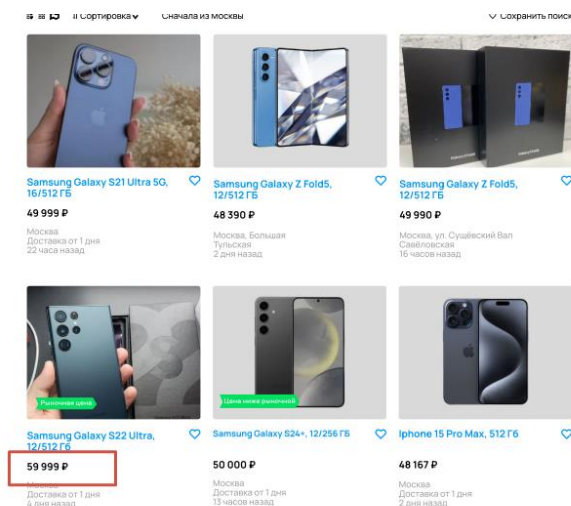 Сортировка Сначала из Москвы Сохранить поиск
Samsung Galaxy S21 Ultra 5G,
16/512 ГБ
49 999 ₽
Москва
Доставка от 1 дня
22 часа назад
Samsung Galaxy Z Fold5,
12/512 ГБ
48 390 ₽
Москва, Большая
Тульская
2 дня назад
Samsung Galaxy Z Fold5,
12/512 ГБ
49 990 ₽
Москва, ул. Сущёвский Вал
Савёловская
16 часов назад
Рыночная цена
Samsung Galaxy S22 Ultra,
12/512 ГБ
59 999 ₽
Москва
Доставка от 1 дня
4 дня назад
Цена ниже рыночной
Samsung Galaxy S24+, 12/256 ГБ
50 000 ₽
Москва
Доставка от 1 дня
13 часов назад
Iphone 15 Pro Max, 512 Гб
48 167 ₽
Москва
Доставка от 1 дня
2 дня назад